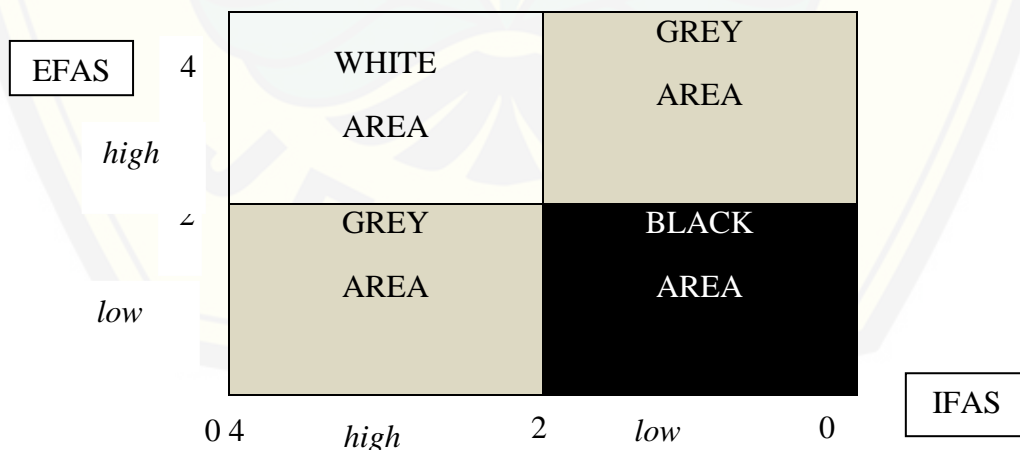 GREY
EFAS 4 WHITE AREA
AREA
high
2 GREY BLACK
AREA AREA
low
IFAS
0 4 high 2 low 0